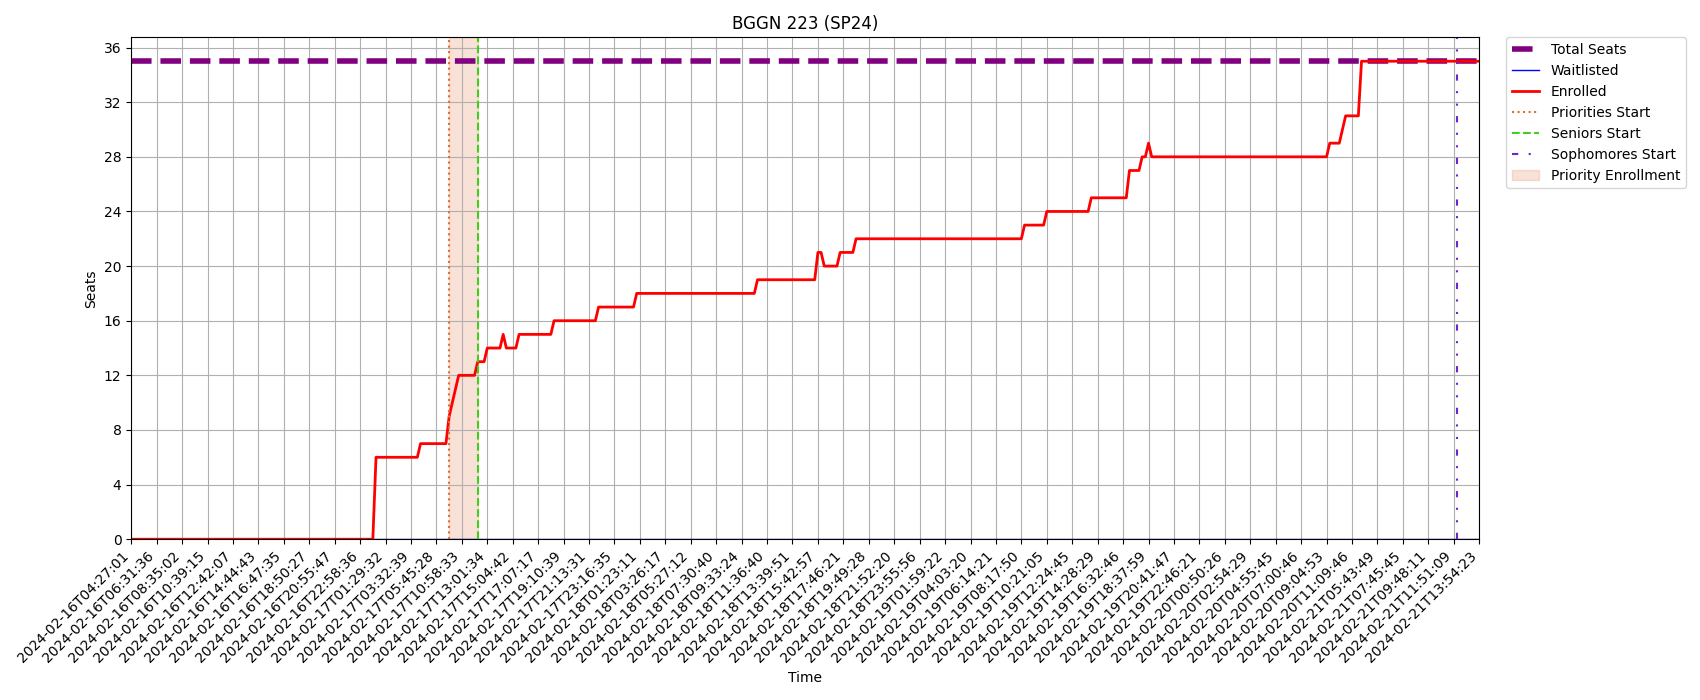 BGGN 223 (SP24)
Total Seats
Waitlisted
Enrolled
Priorities Start
Seniors Start
Sophomores Start
Priority Enrollment
Seats
36
32
28
24
20
16
12
8
4
0
2024-02-16T04:27:01
2024-02-16T06:31:36
2024-02-16T08:35:02
2024-02-16T10:39:15
2024-02-16T12:42:07
2024-02-16T14:44:43
2024-02-16T16:47:35
2024-02-16T18:50:27
2024-02-16T20:55:47
2024-02-16T22:58:36
2024-02-17T01:29:32
2024-02-17T03:32:39
2024-02-17T05:45:28
2024-02-17T10:58:33
2024-02-17T13:01:34
2024-02-17T15:04:42
2024-02-17T17:07:17
2024-02-17T19:10:39
2024-02-17T21:13:31
2024-02-17T23:16:35
2024-02-18T01:23:11
2024-02-18T03:26:17
2024-02-18T05:27:12
2024-02-18T07:30:40
2024-02-18T09:33:24
2024-02-18T11:36:40
2024-02-18T13:39:51
2024-02-18T15:42:57
2024-02-18T17:46:21
2024-02-18T19:49:28
2024-02-18T21:52:20
2024-02-18T23:55:56
2024-02-19T01:59:22
2024-02-19T04:03:20
2024-02-19T06:14:21
2024-02-19T08:17:50
2024-02-19T10:21:05
2024-02-19T12:24:45
2024-02-19T14:28:29
2024-02-19T16:32:46
2024-02-19T18:37:59
2024-02-19T20:41:47
2024-02-19T22:46:21
2024-02-20T00:50:26
2024-02-20T02:54:29
2024-02-20T04:55:45
2024-02-20T07:00:46
2024-02-20T09:04:53
2024-02-20T11:09:46
2024-02-21T05:43:49
2024-02-21T07:45:45
2024-02-21T09:48:11
2024-02-21T11:51:09
2024-02-21T13:54:23
Time